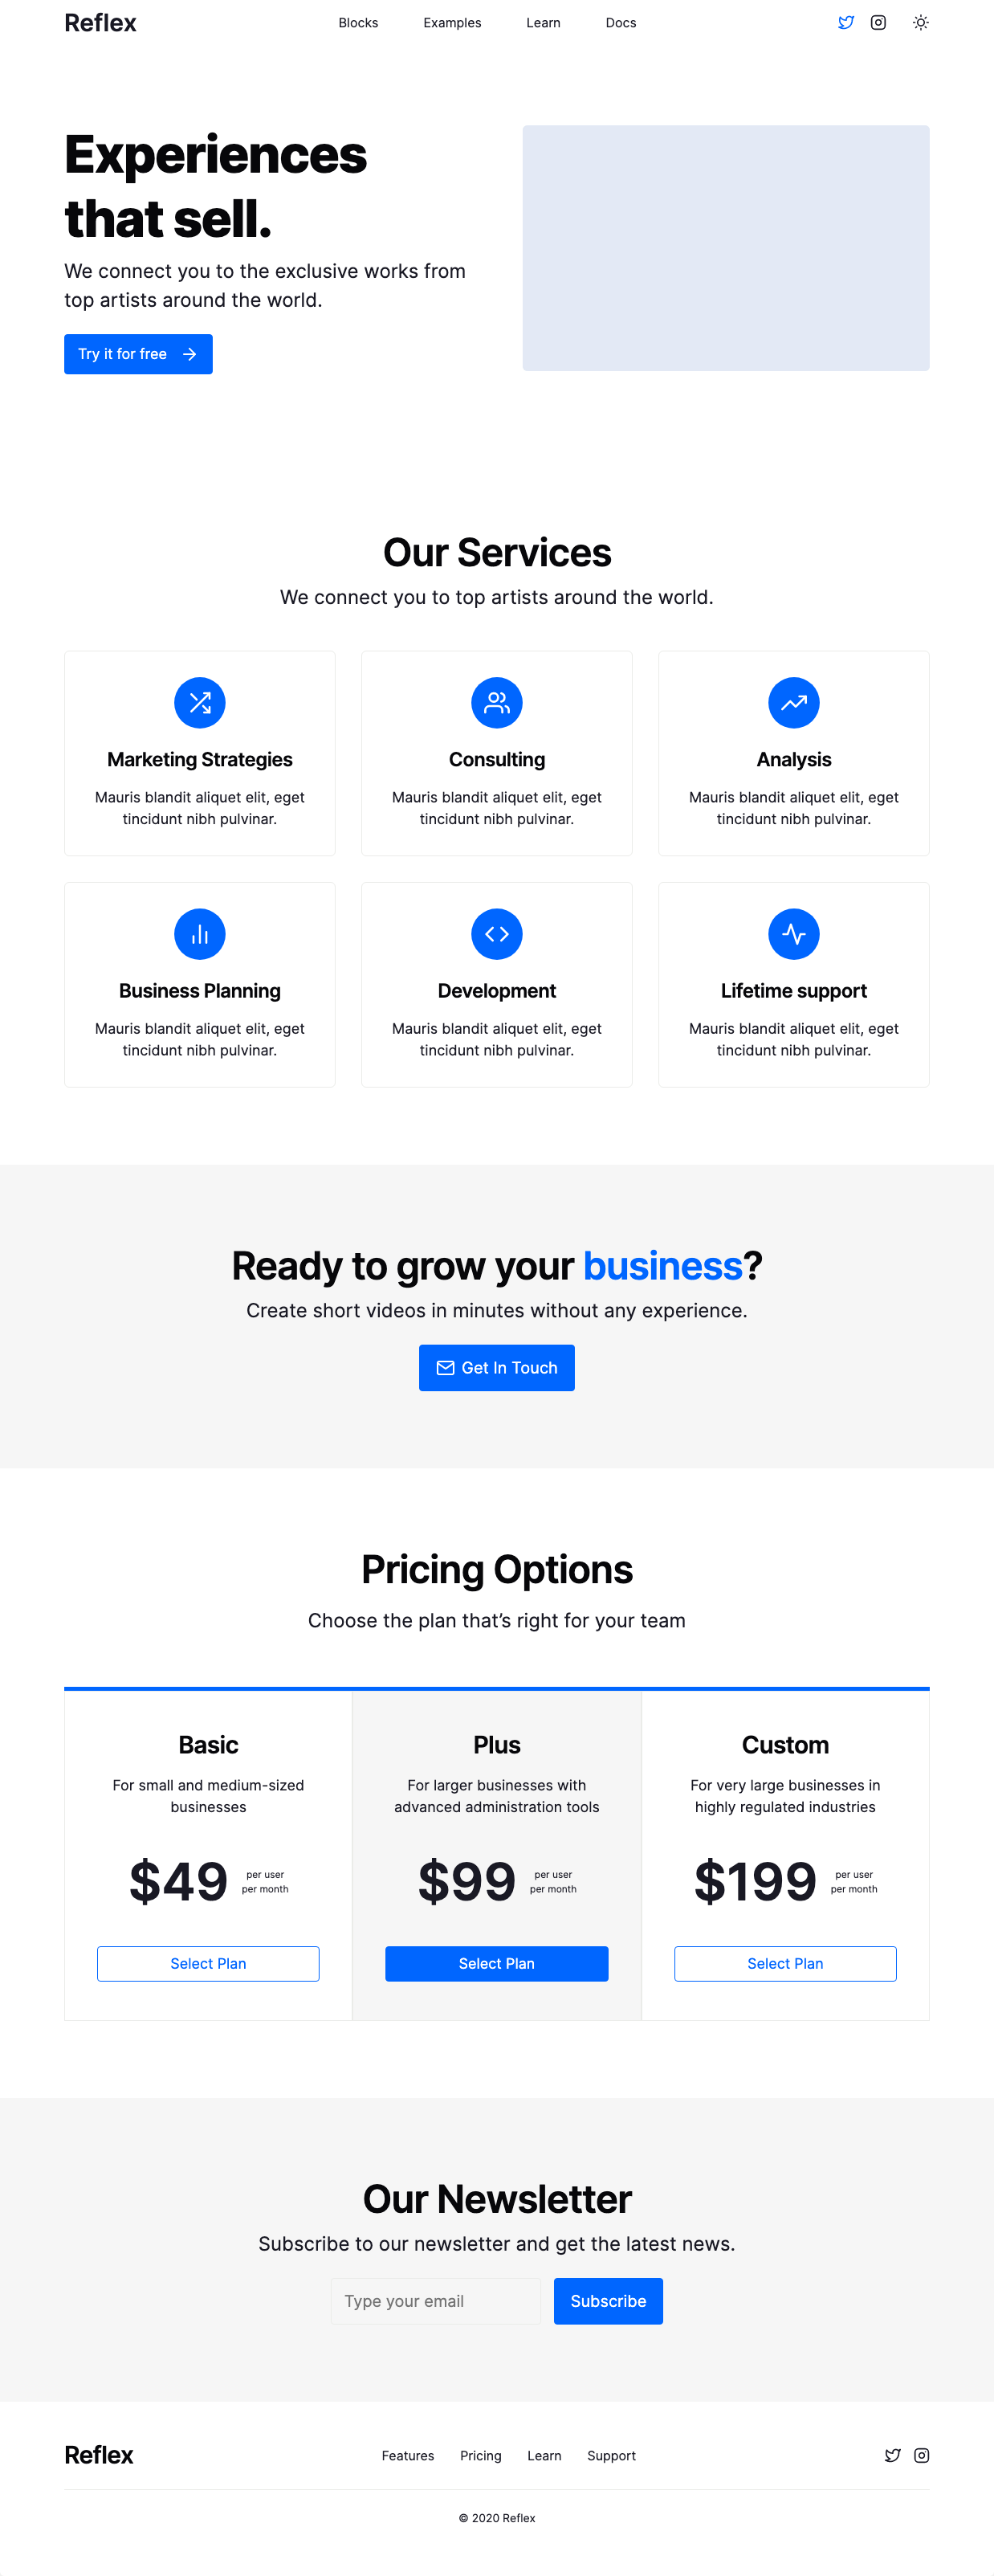 Reflex
Blocks
Examples
Learn
Docs
Experiences
that sell.
We connect you to the exclusive works from
top artists around the world.
Try it for free
Our Services
We connect you to top artists around the world.
Marketing Strategies
Mauris blandit aliquet elit, eget
tincidunt nibh pulvinar.
Consulting
Mauris blandit aliquet elit, eget
tincidunt nibh pulvinar.
Analysis
Mauris blandit aliquet elit, eget
tincidunt nibh pulvinar.
Business Planning
Mauris blandit aliquet elit, eget
tincidunt nibh pulvinar.
Development
Mauris blandit aliquet elit, eget
tincidunt nibh pulvinar.
Lifetime support
Mauris blandit aliquet elit, eget
tincidunt nibh pulvinar.
Ready to grow your business?
Create short videos in minutes without any experience.
Get In Touch
Pricing Options
Choose the plan that’s right for your team
Basic
For small and medium-sized
businesses
$49
per user
per month
Select Plan
Plus
For larger businesses with
advanced administration tools
$99
per user
per month
Select Plan
Custom
For very large businesses in
highly regulated industries
$199
per user
per month
Select Plan
Our Newsletter
Subscribe to our newsletter and get the latest news.
Type your email
Subscribe
Reflex
Features
Pricing
Learn
Support
© 2020 Reflex